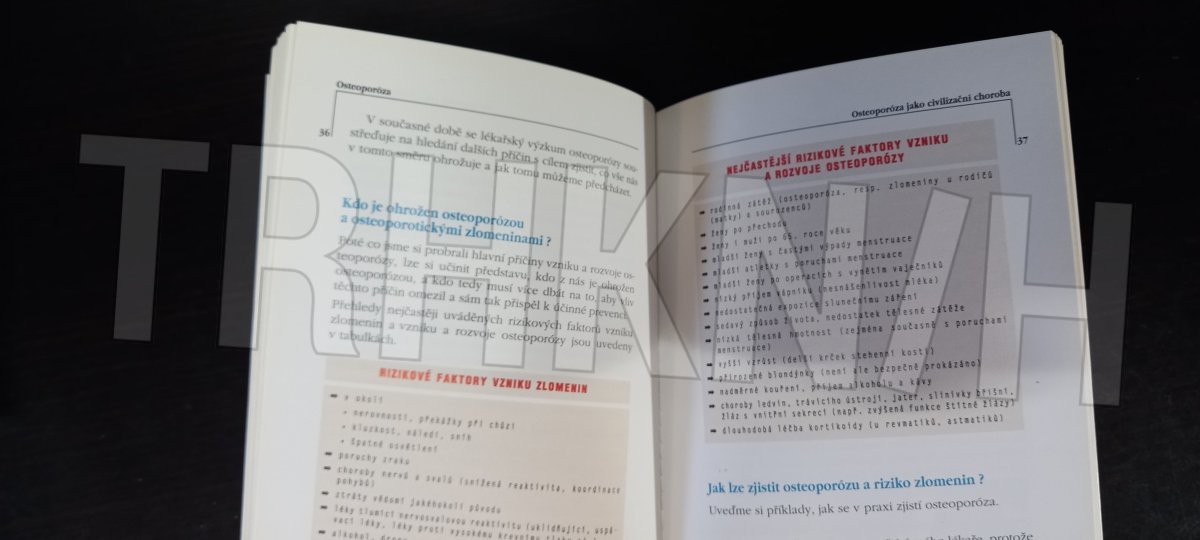 Osteoporóza
36
V současné době se lékařský výzkum osteoporózy sou-
střeďuje na hledání dalších příčin s cílem zjistit, co vše nás
v tomto směru ohrožuje a jak tomu můžeme předcházet.
Kdo je ohrožen osteoporózou
a osteoporotickými zlomeninami ?
Poté co jsme si probrali hlavní příčiny vzniku a rozvoje os-
teoporózy, lze si učinit představu, kdo z nás je ohrožen
osteoporózou, a kdo tedy musí více dbát na to, aby vliv
těchto příčin omezil a sám tak přispěl k účinné prevenci.
Přehledy nejčastěji uváděných rizikových faktorů vzniku
zlomenin a vzniku a rozvoje osteoporózy jsou uvedeny
v tabulkách.
RIZIKOVÉ FAKTORY VZNIKU ZLOMENIN
➡ v okolí
• nerovnosti, překážky při chůzi
• kluzkost, náledí, sníh
• špatné osvětlení
➡ poruchy zraku
➡ choroby nervů a svalů (snížená reaktivita, koordinace
pohybů)
➡ ztráty vědomí jakéhokoli původu
➡ léky tlumící nervosvalovou reaktivitu (uklidňující, uspá-
vací léky, léky proti vysokému krevnímu
➡ alkohol,
Osteoporóza jako civilizační choroba
37
NEJČASTĚJŠÍ RIZIKOVÉ FAKTORY VZNIKU
A ROZVOJE OSTEOPORÓZY
➡ rodinná zátěž (osteoporóza, resp. zlomeniny u rodičů
(matky) a sourozenců)
➡ ženy po přechodu
➡ ženy i muži po 65. roce věku
➡ mladší ženy s častými výpady menstruace
➡ mladší atletky s poruchami menstruace
➡ mladší ženy po operacích s vynětím vaječníků
➡ nízký příjem vápníku (nesnášenlivost mléka)
➡ nedostatečná expozice slunečnímu záření
➡ sedavý způsob života, nedostatek tělesné zátěže
➡ nízká tělesná hmotnost (zejména současně s poruchami
menstruace)
➡ vyšší vzrůst (delší krček stehenní kosti)
➡ přirozené blondýnky (není ale bezpečně prokázáno)
➡ nadměrné kouření, příjem alkoholu a kávy
➡ choroby ledvin, trávicího ústrojí, jater, slinivky břišní,
žláz s vnitřní sekrecí (např. zvýšená funkce štítné žlázy)
➡ dlouhodobá léčba kortikoidy (u revmatiků, astmatiků)
Jak lze zjistit osteoporózu a riziko zlomenin ?
Uveďme si příklady, jak se v praxi zjistí osteoporóza.
lékaře, protože